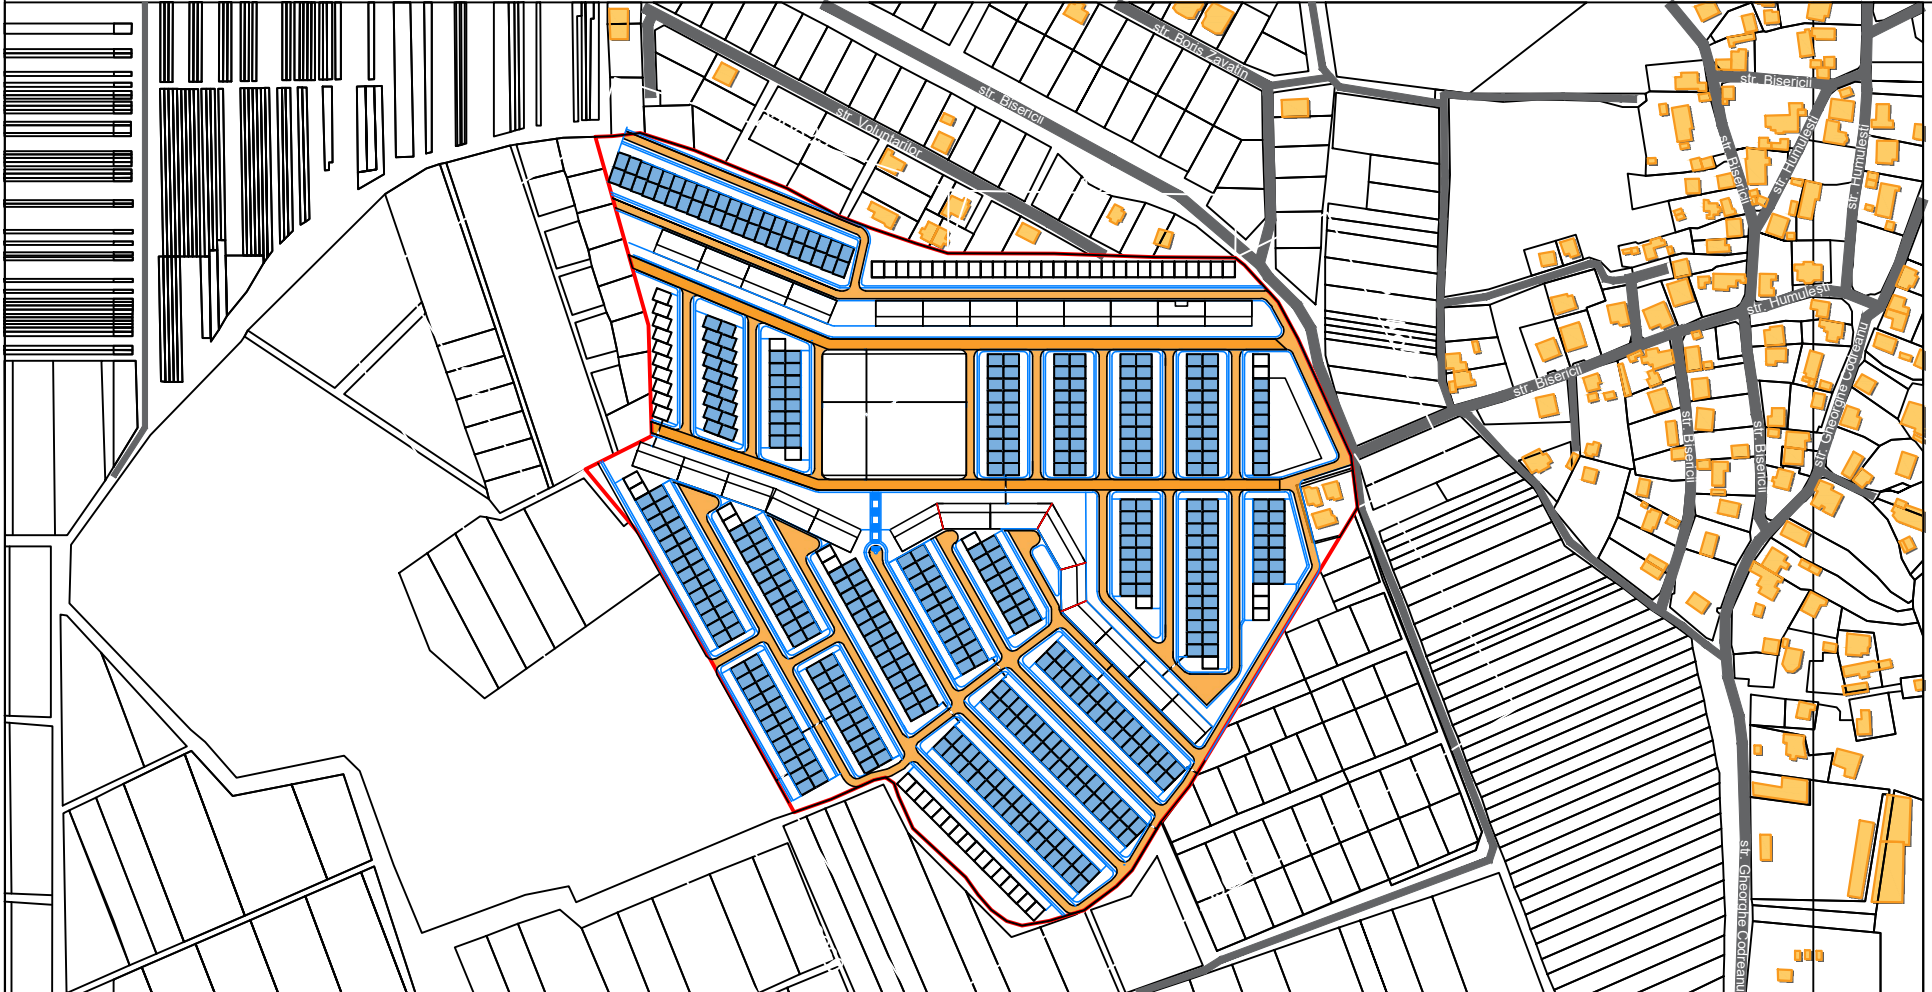 str. Boris Zavatin
str. Bisericii
str. Voluntarilor
str. Bisericii
str. Bisericii
str. Humulești
str. Humulești
str. Humulești
str. Bisericii
str. Gheorghe Codreanu
str. Bisericii
str. Bisericii
str. Gheorghe Codreanu